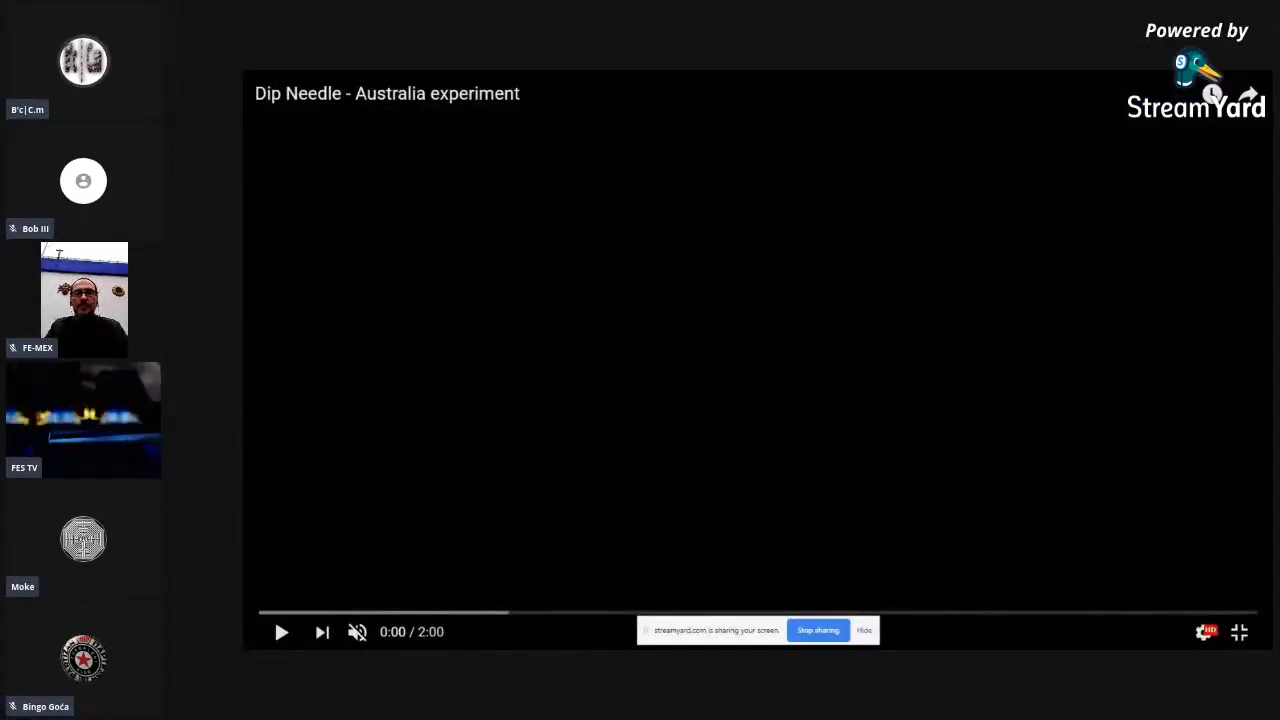 Powered by
StreamYard
Dip Needle - Australia experiment
B'c|C.m
Bob III
FE-MEX
FES TV
Moke
Bingo Goća
0:00 / 2:00
streamyard.com is sharing your screen.
Stop sharing
Hide
HD